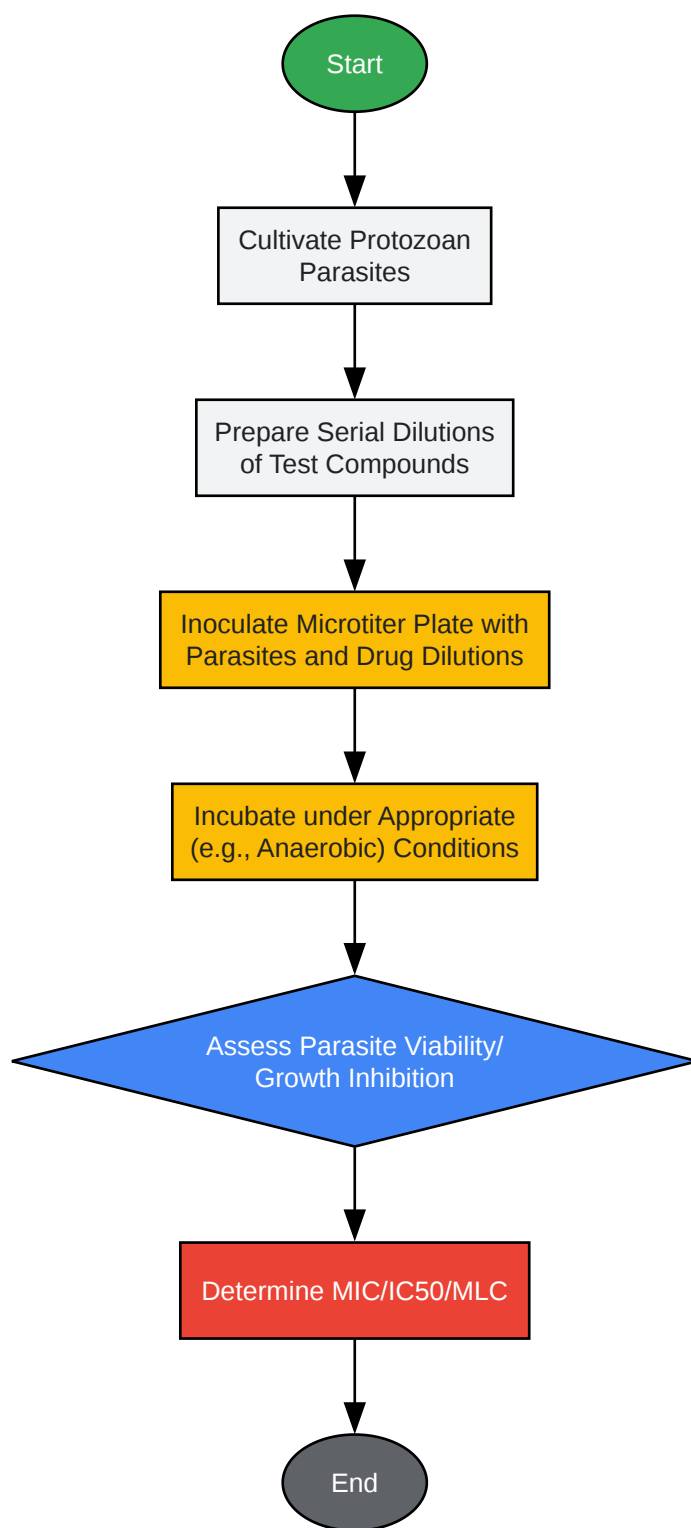 Start
Cultivate Protozoan
Parasites
Prepare Serial Dilutions
of Test Compounds
Inoculate Microtiter Plate with
Parasites and Drug Dilutions
Incubate under Appropriate
(e.g., Anaerobic) Conditions
Assess Parasite Viability/
Growth Inhibition
Determine MIC/IC50/MLC
End